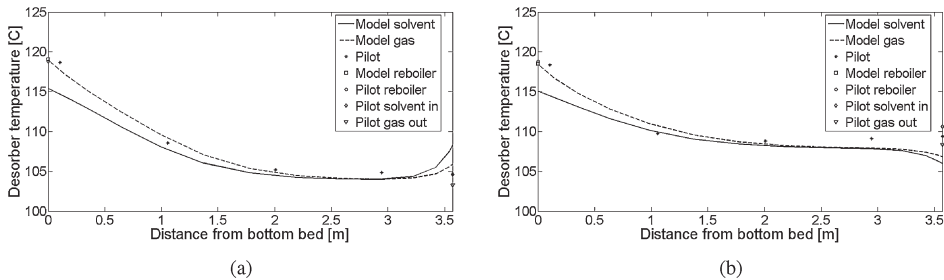 Desorber temperature [C]
125
120
115
110
105
100
0 0.5 1 1.5 2 2.5 3 3.5
Distance from bottom bed [m]
Model solvent
Model gas
Pilot
Model reboiler
Pilot reboiler
Pilot solvent in
Pilot gas out
(a)
Desorber temperature [C]
125
120
115
110
105
100
0 0.5 1 1.5 2 2.5 3 3.5
Distance from bottom bed [m]
Model solvent
Model gas
Pilot
Model reboiler
Pilot reboiler
Pilot solvent in
Pilot gas out
(b)